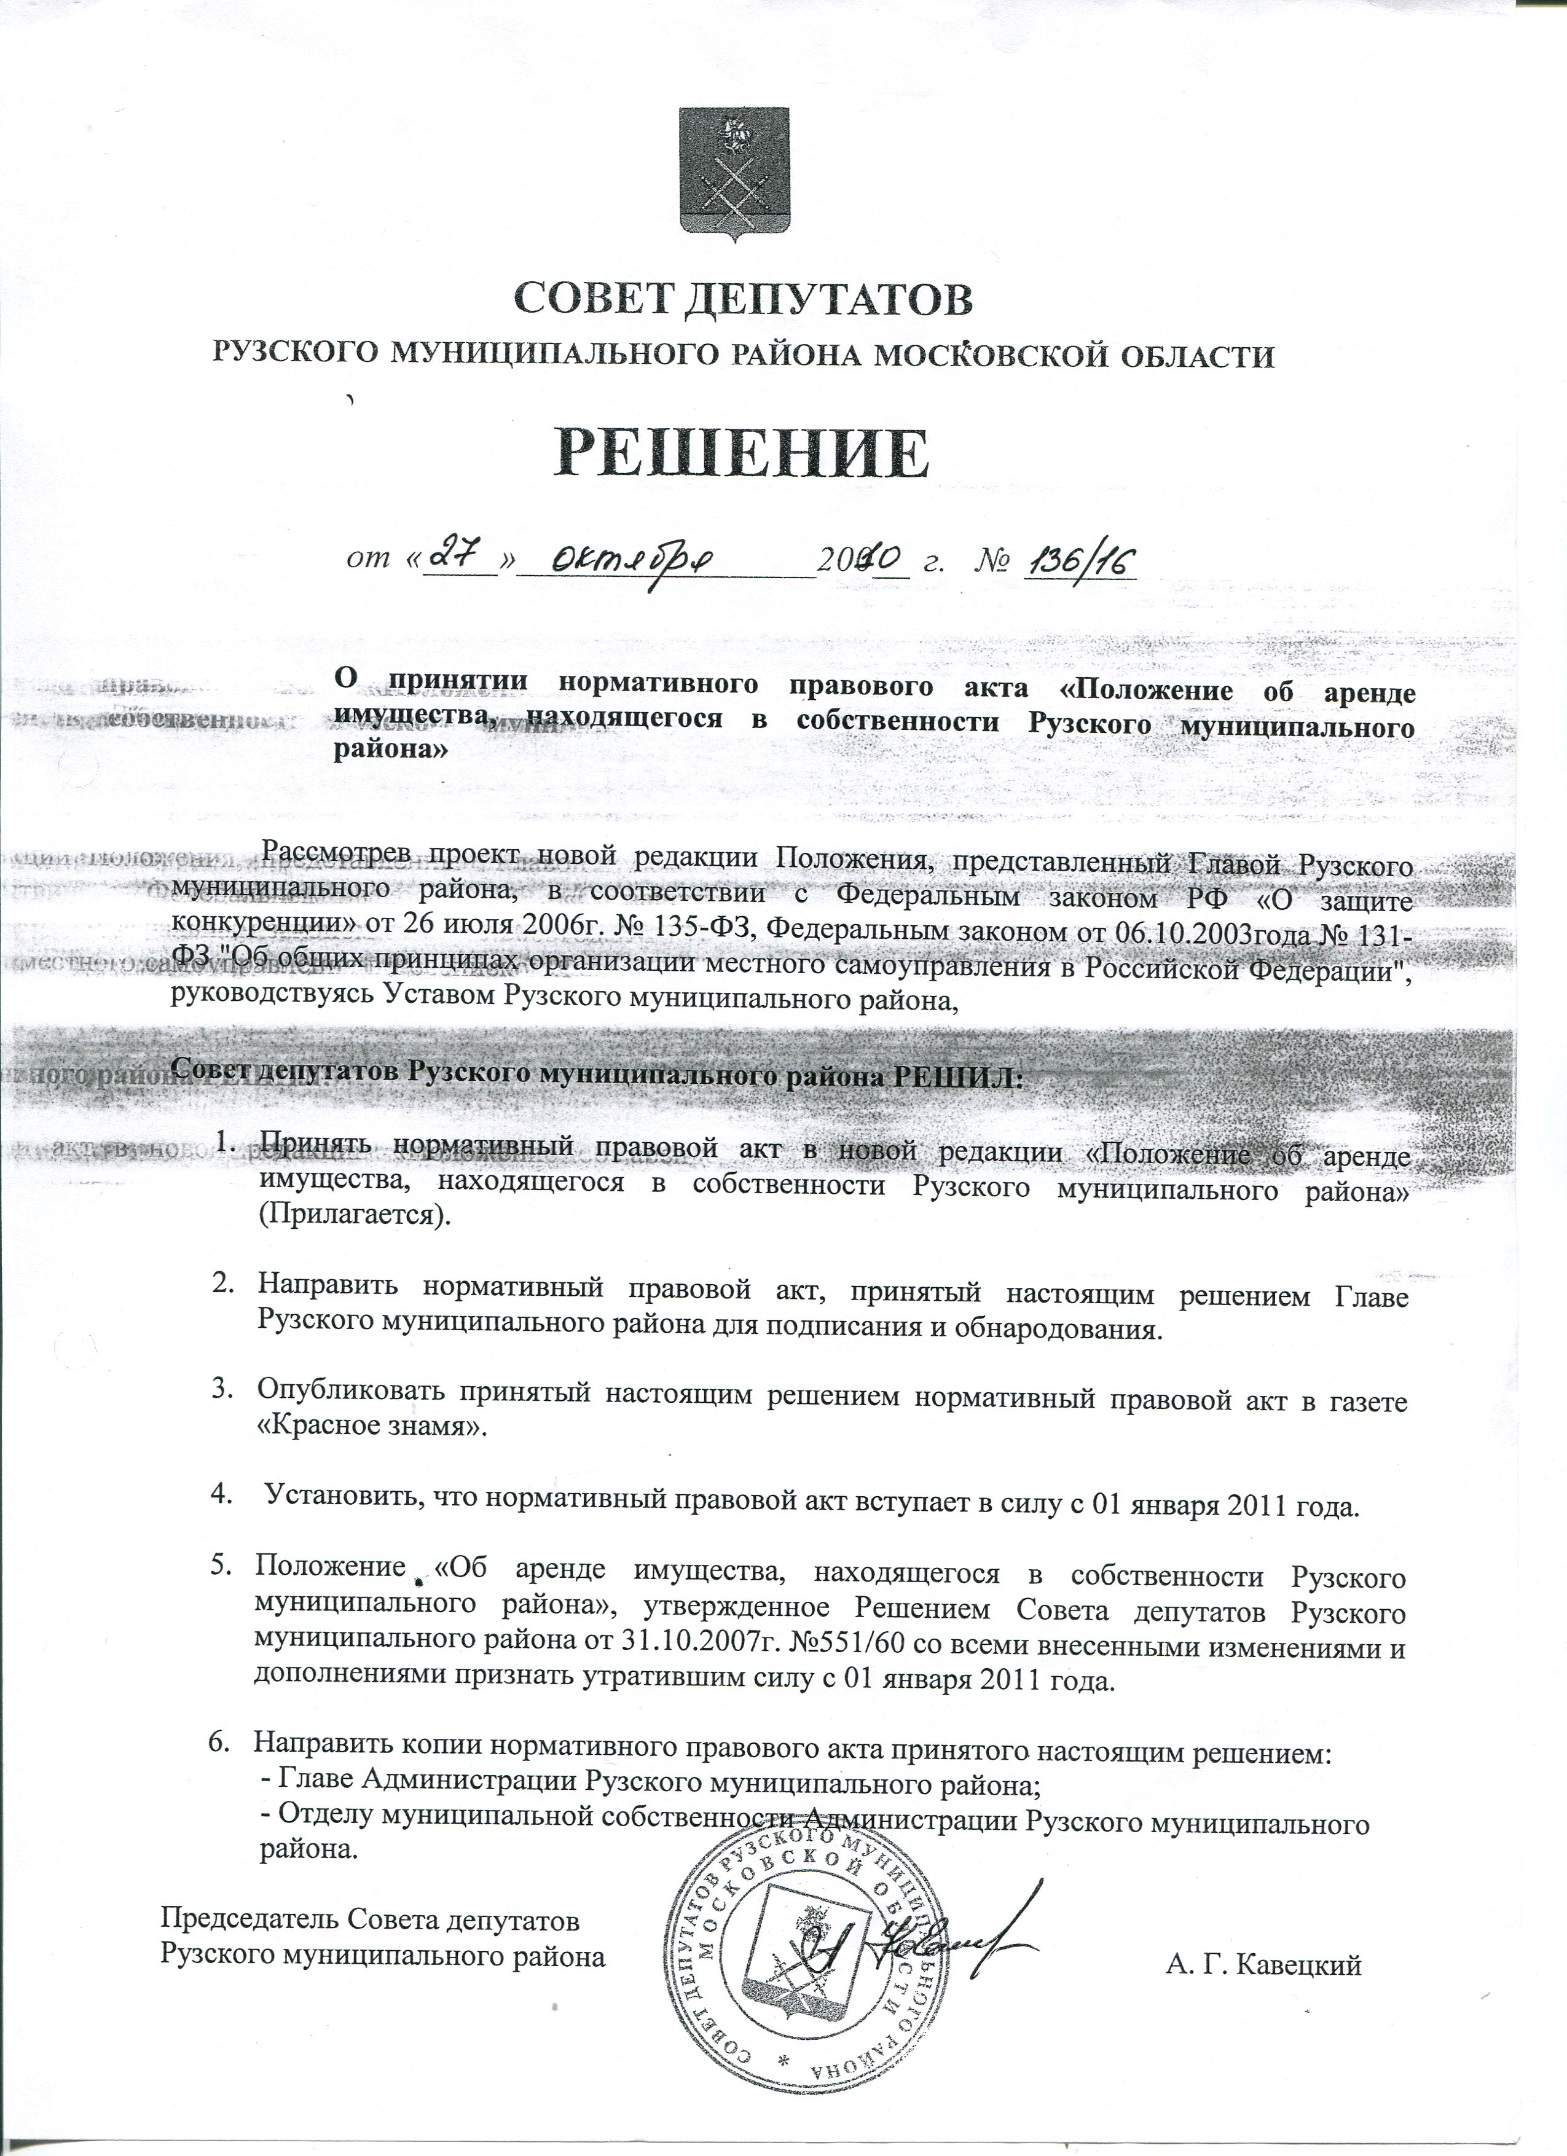 СОВЕТ ДЕПУТАТОВ
РУЗСКОГО МУНИЦИПАЛЬНОГО РАЙОНА МОСКОВСКОЙ ОБЛАСТИ
РЕШЕНИЕ
от «27» октября 2010 г. № 136/16
О принятии нормативного правового акта «Положение об аренде
имущества, находящегося в собственности Рузского муниципального
района»
Рассмотрев проект новой редакции Положения, представленный Главой Рузского
муниципального района, в соответствии с Федеральным законом РФ «О защите
конкуренции» от 26 июля 2006г. № 135-ФЗ, Федеральным законом от 06.10.2003года № 131-
ФЗ "Об общих принципах организации местного самоуправления в Российской Федерации",
руководствуясь Уставом Рузского муниципального района,
Совет депутатов Рузского муниципального района РЕШИЛ:
1. Принять нормативный правовой акт в новой редакции «Положение об аренде
имущества, находящегося в собственности Рузского муниципального района»
(Прилагается).
2. Направить нормативный правовой акт, принятый настоящим решением Главе
Рузского муниципального района для подписания и обнародования.
3. Опубликовать принятый настоящим решением нормативный правовой акт в газете
«Красное знамя».
4. Установить, что нормативный правовой акт вступает в силу с 01 января 2011 года.
5. Положение «Об аренде имущества, находящегося в собственности Рузского
муниципального района», утвержденное Решением Совета депутатов Рузского
муниципального района от 31.10.2007г. №551/60 со всеми внесенными изменениями и
дополнениями признать утратившим силу с 01 января 2011 года.
6. Направить копии нормативного правового акта принятого настоящим решением:
- Главе Администрации Рузского муниципального района;
- Отделу муниципальной собственности Администрации Рузского муниципального
района.
Председатель Совета депутатов
Рузского муниципального района
А. Г. Кавецкий
СОВЕТ ДЕПУТАТОВ РУЗСКОГО МУНИЦИПАЛЬНОГО РАЙОНА *
МОСКОВСКОЙ ОБЛАСТИ